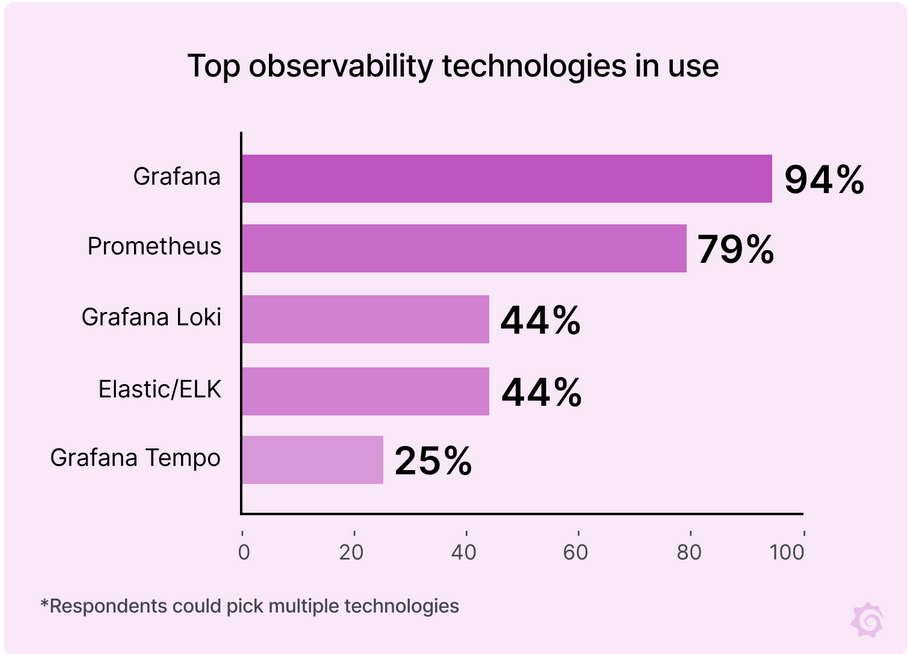 Top observability technologies in use
Grafana 94%
Prometheus 79%
Grafana Loki 44%
Elastic/ELK 44%
Grafana Tempo 25%
0 20 40 60 80 100
*Respondents could pick multiple technologies